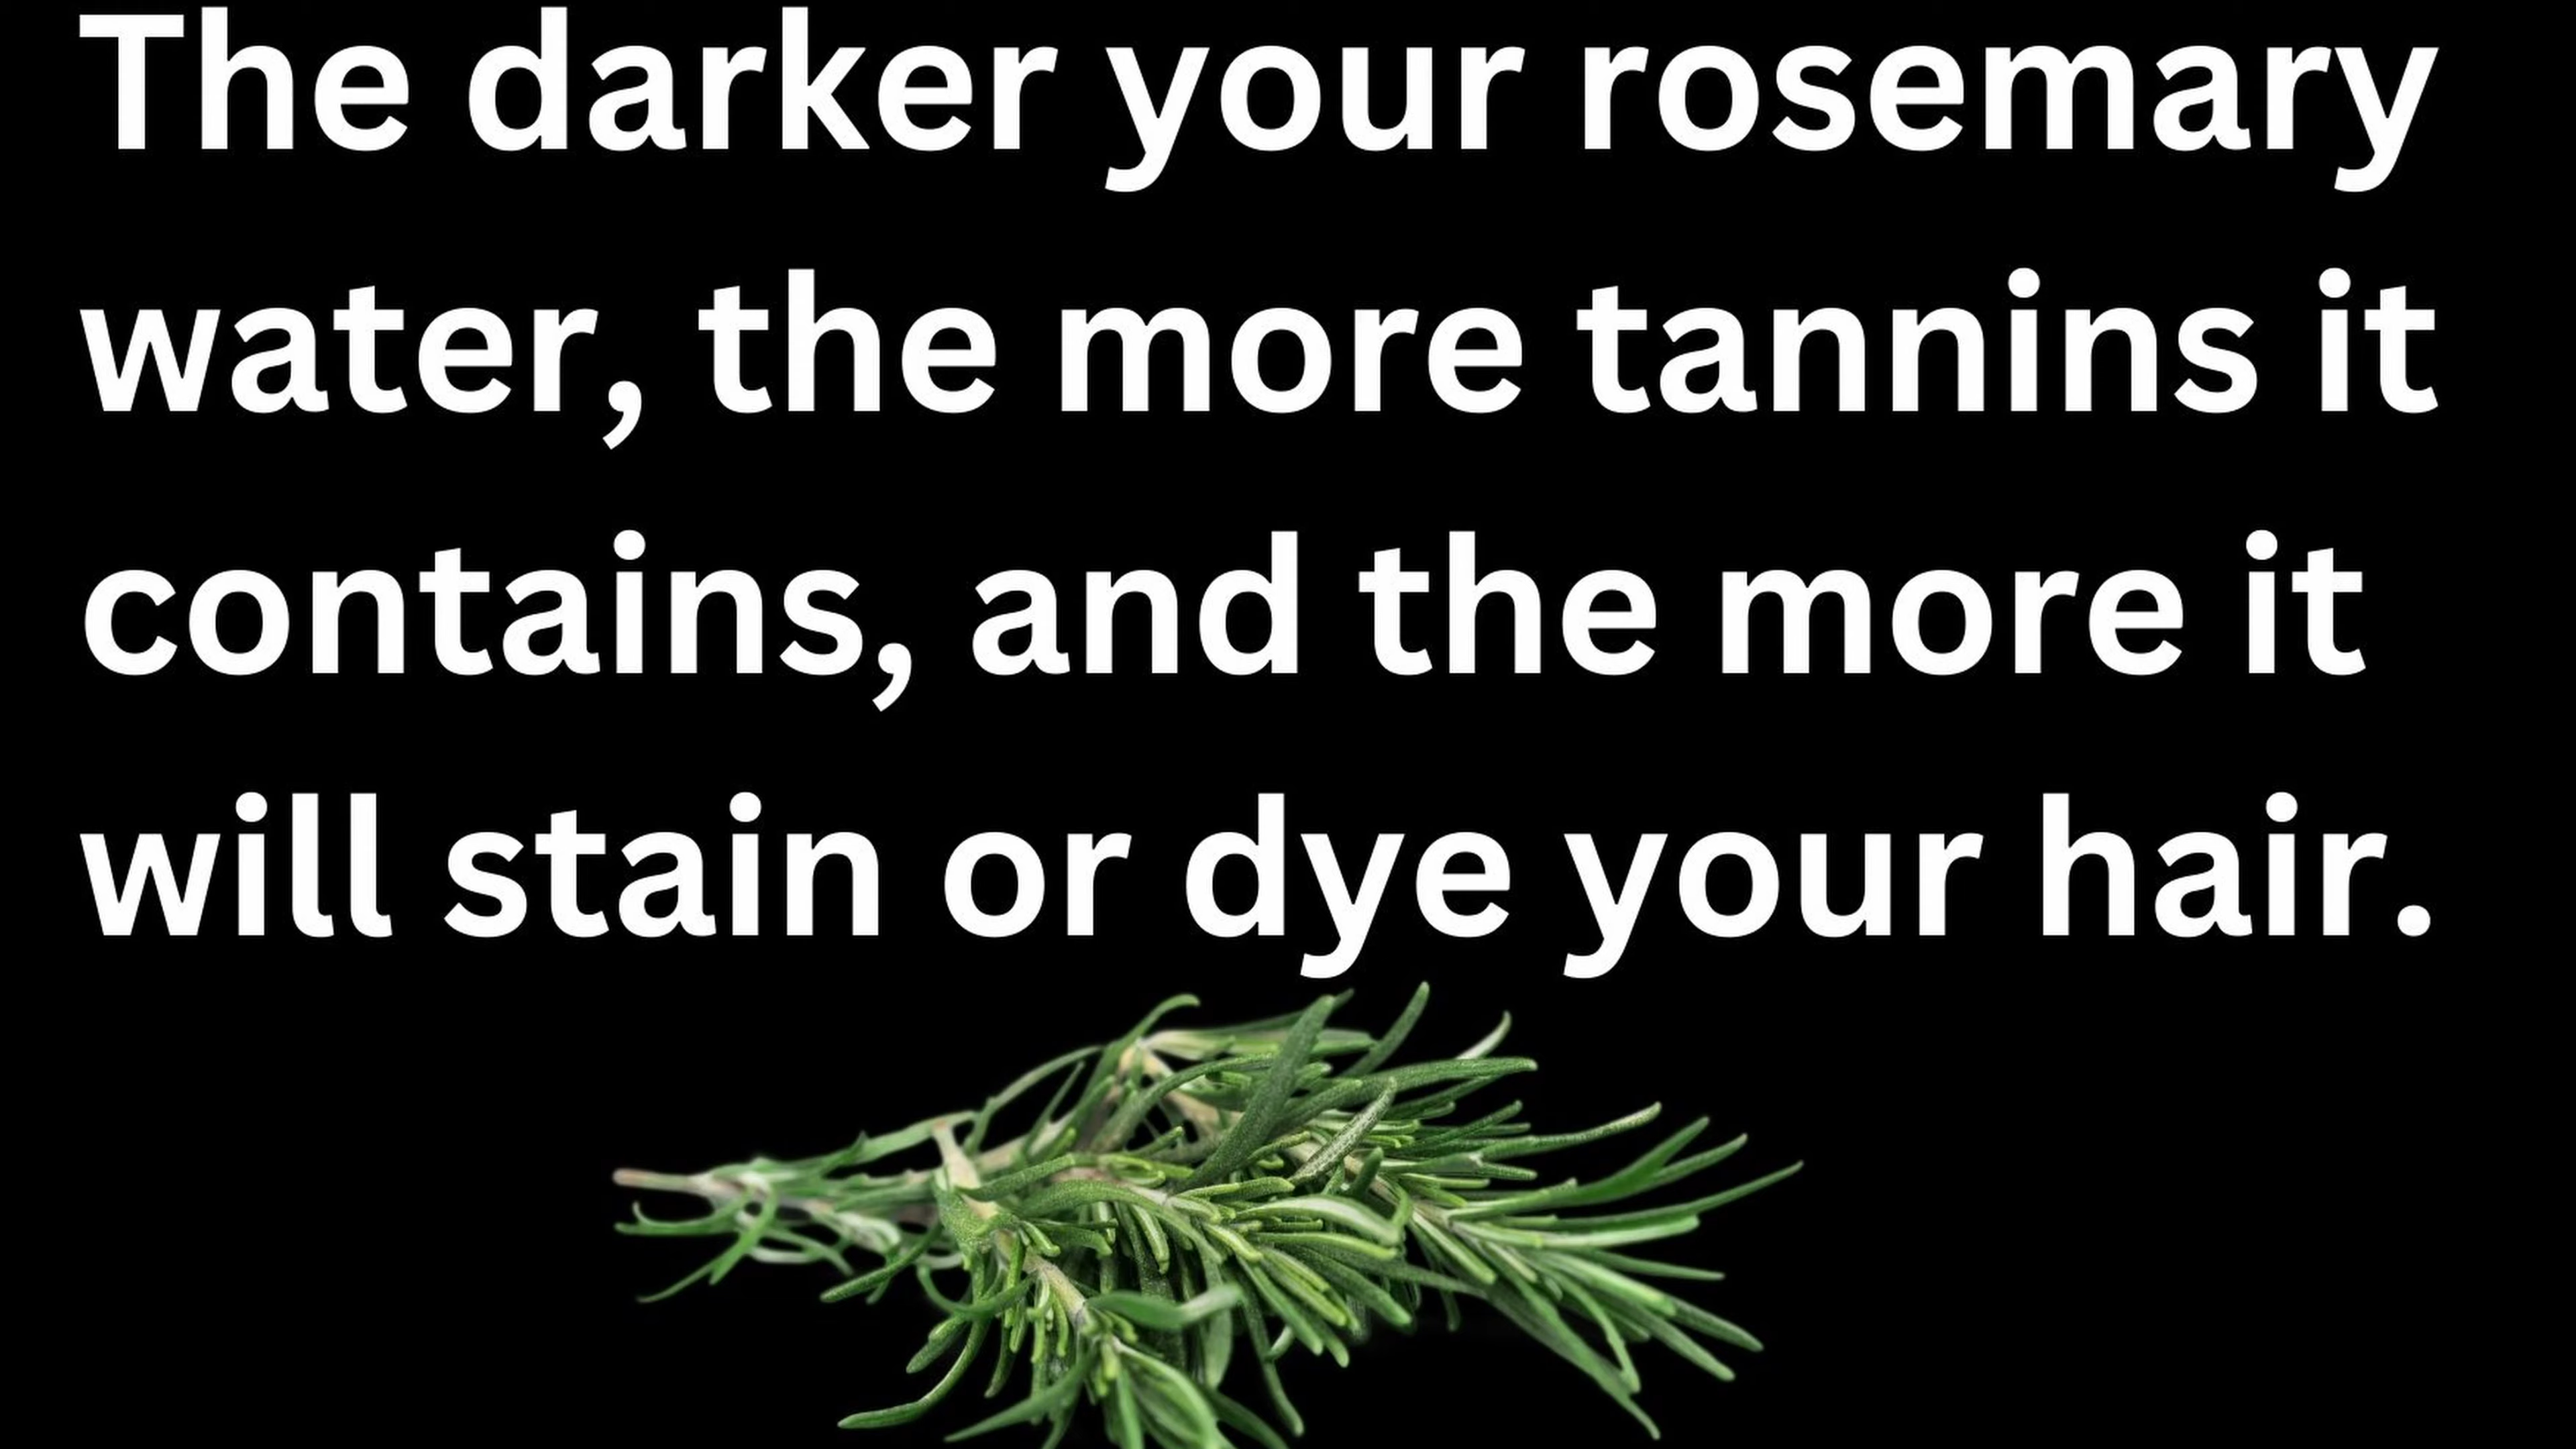 The darker your rosemary
water, the more tannins it
contains, and the more it
will stain or dye your hair.